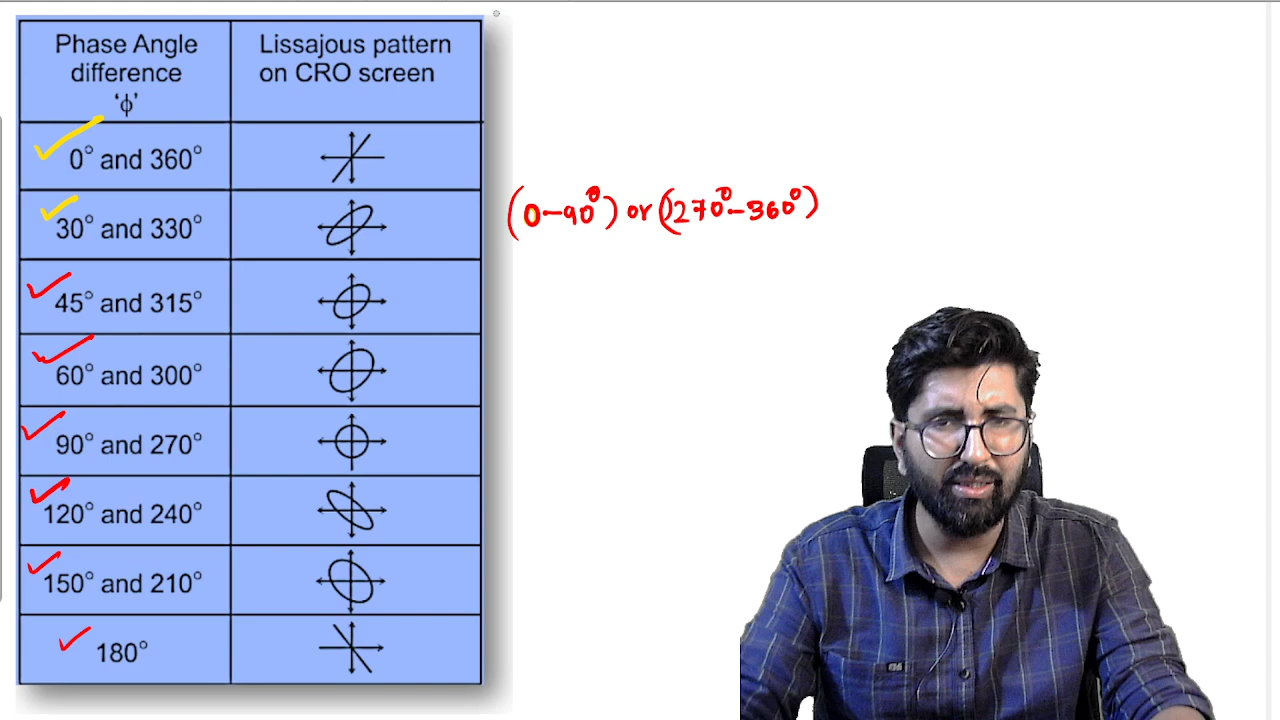 Phase Angle difference 'ϕ'
Lissajous pattern on CRO screen
0° and 360°
(0-90°) or (270°-360°)
30° and 330°
45° and 315°
60° and 300°
90° and 270°
120° and 240°
150° and 210°
180°